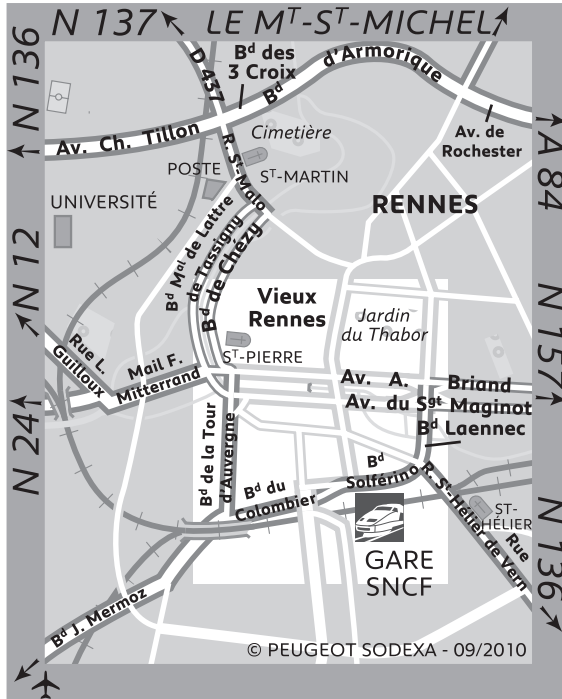 N 137
LE Mᵀ-Sᵀ-MICHEL
N 136
D 437
Bᵈ des
3 Croix
Bᵈ d'Armorique
Av. Ch. Tillon
Cimetière
Av. de
Rochester
A 84
R. Sᵗ-Malo
POSTE
Sᵀ-MARTIN
UNIVERSITÉ
RENNES
Bᵈ Mᵃˡ de Lattre
de Tassigny
Bᵈ de Chézy
N 12
Vieux
Rennes
Jardin
du Thabor
N 157
Sᵀ-PIERRE
Rue L.
Guilloux
Mail F.
Mitterrand
Av. A. Briand
Av. du Sᵍᵗ Maginot
Bᵈ Laennec
N 24
Bᵈ de la Tour
d'Auvergne
Bᵈ du
Colombier
Bᵈ
Solférino
R. Sᵗ-Hélier
Rue
de Vern
ST-
HÉLIER
N 136
GARE
SNCF
Bᵈ J. Mermoz
© PEUGEOT SODEXA - 09/2010